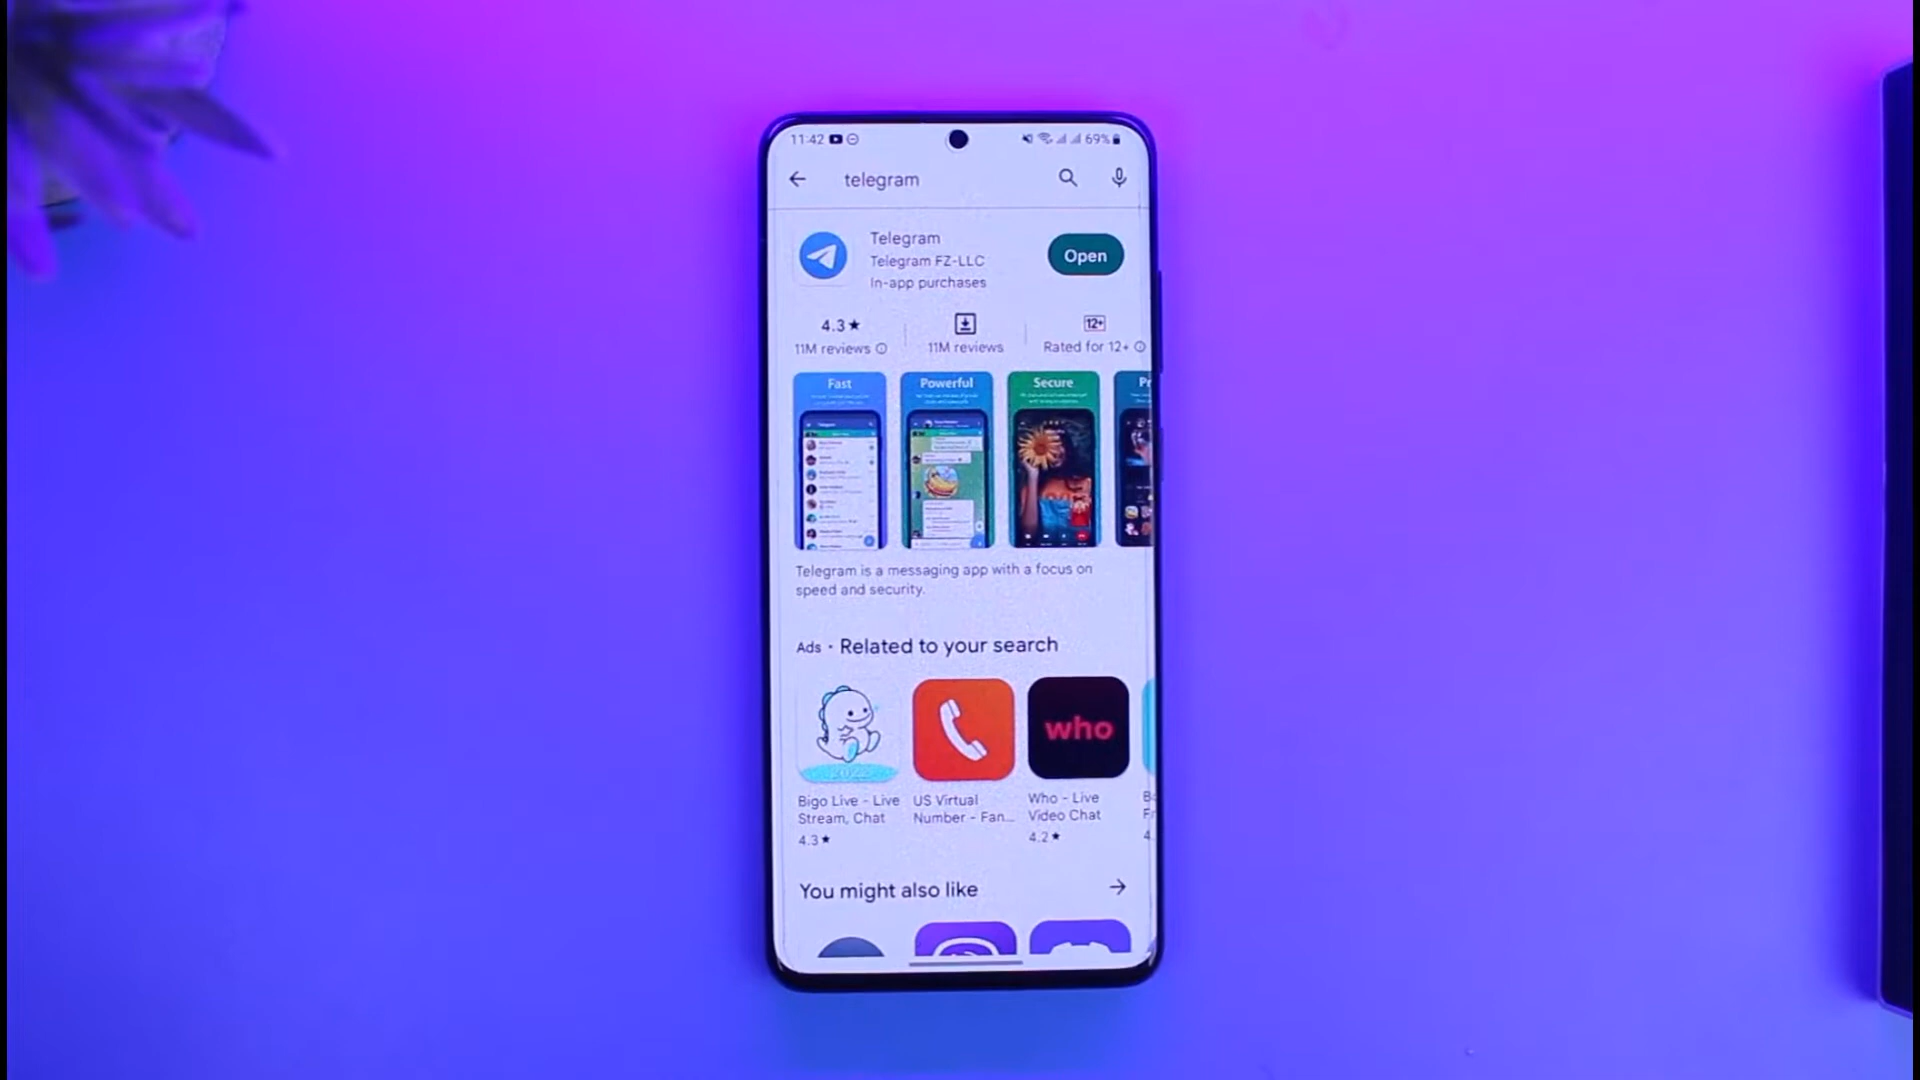 11:42
69%
telegram
Telegram
Telegram FZ-LLC
In-app purchases
Open
4.3★
11M reviews
11M reviews
12+
Rated for 12+
Fast
Powerful
Secure
Pr
Telegram is a messaging app with a focus on
speed and security.
Ads · Related to your search
who
Bigo Live - Live
Stream, Chat
4.3★
US Virtual
Number - Fan...
Who - Live
Video Chat
4.2★
You might also like